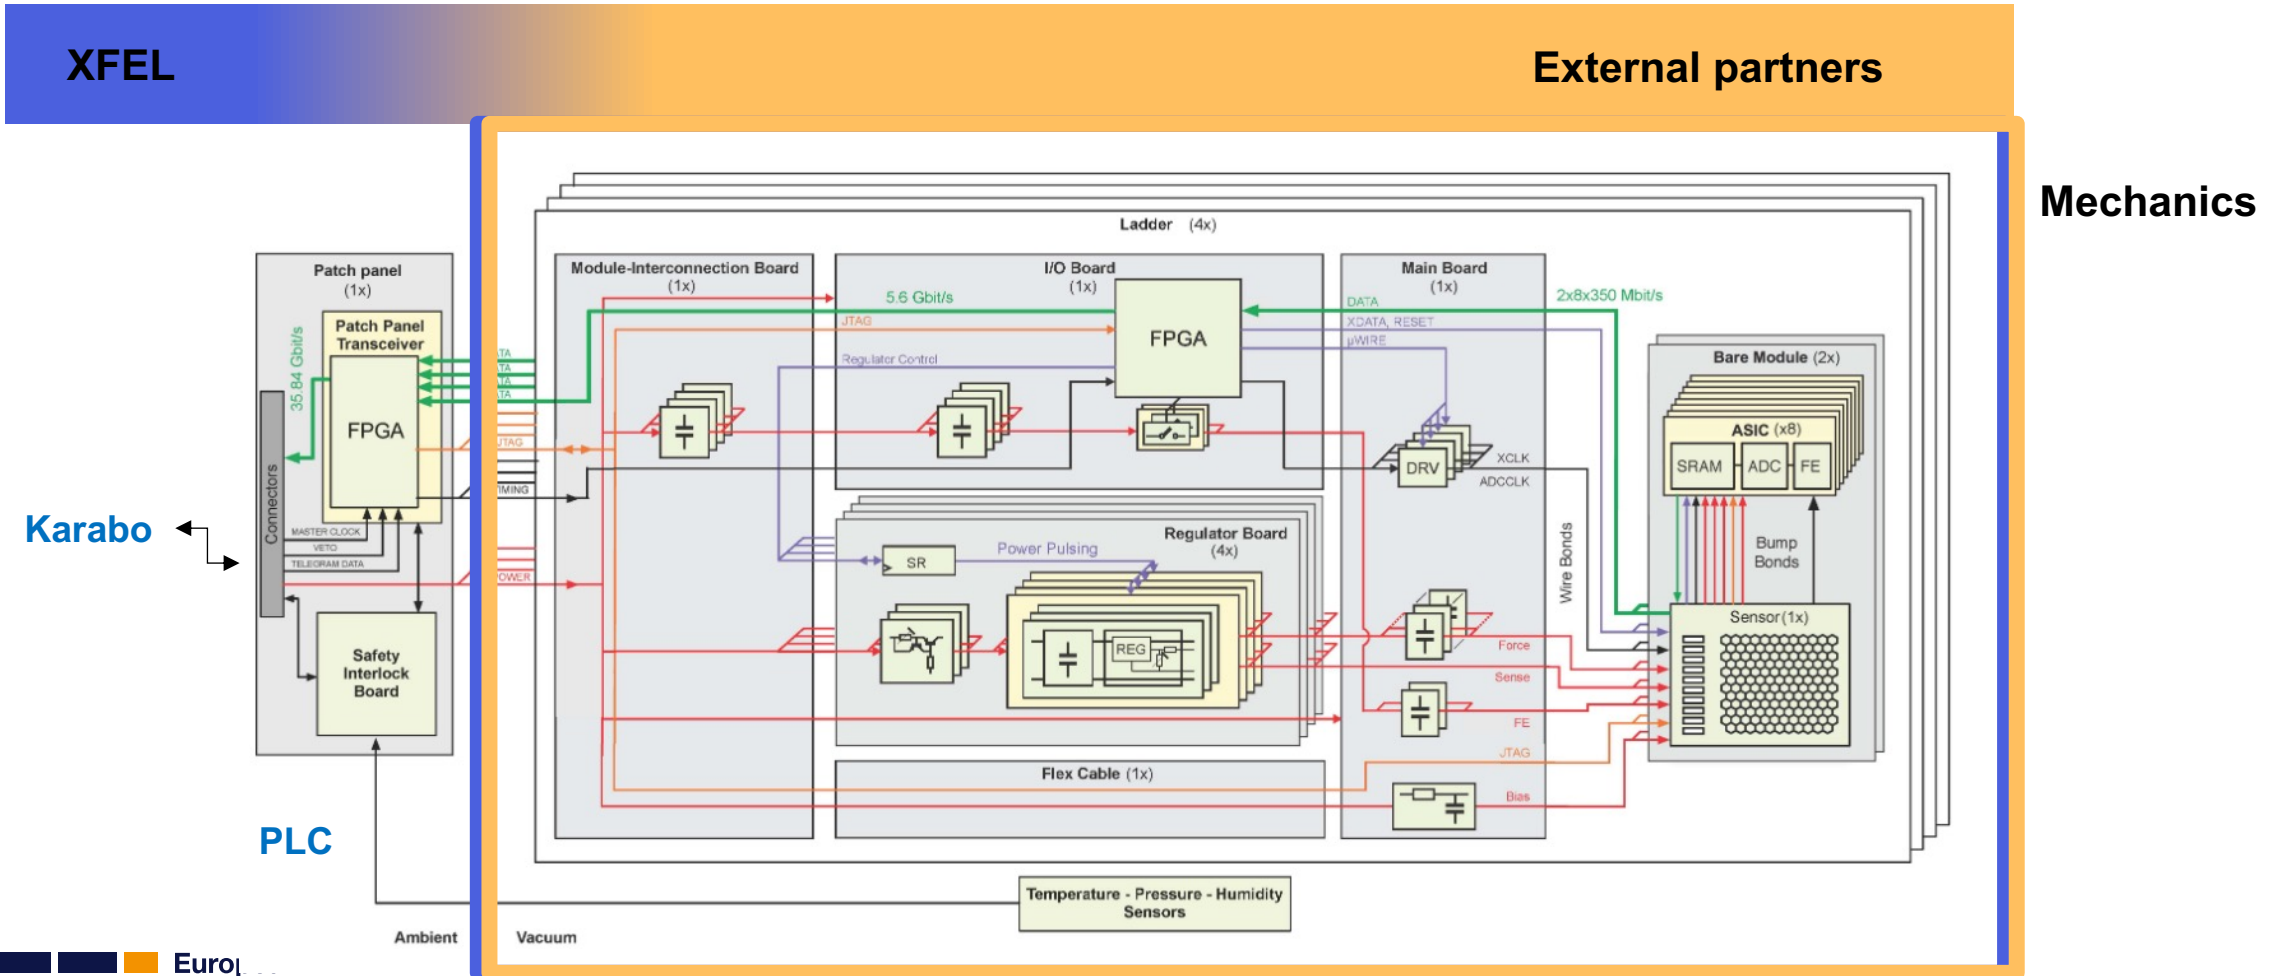 XFEL
External partners
Mechanics
Ladder (4x)
Patch panel
(1x)
Patch Panel
Transceiver
35.84 Gbit/s
FPGA
Connectors
MASTER CLOCK
VETO
TELEGRAM DATA
Safety
Interlock
Board
Karabo
PLC
JTAG
Module-Interconnection Board
(1x)
I/O Board
(1x)
5.6 Gbit/s
JTAG
Regulator Control
FPGA
Main Board
(1x)
DATA
XDATA, RESET
µWIRE
2x8x350 Mbit/s
DRV
XCLK
ADCCLK
Wire Bonds
Bare Module (2x)
ASIC (x8)
SRAM
ADC
FE
Bump
Bonds
Sensor(1x)
Regulator Board
(4x)
SR
Power Pulsing
REG
Force
Sense
FE
JTAG
Bias
Flex Cable (1x)
Temperature - Pressure - Humidity
Sensors
Ambient
Vacuum